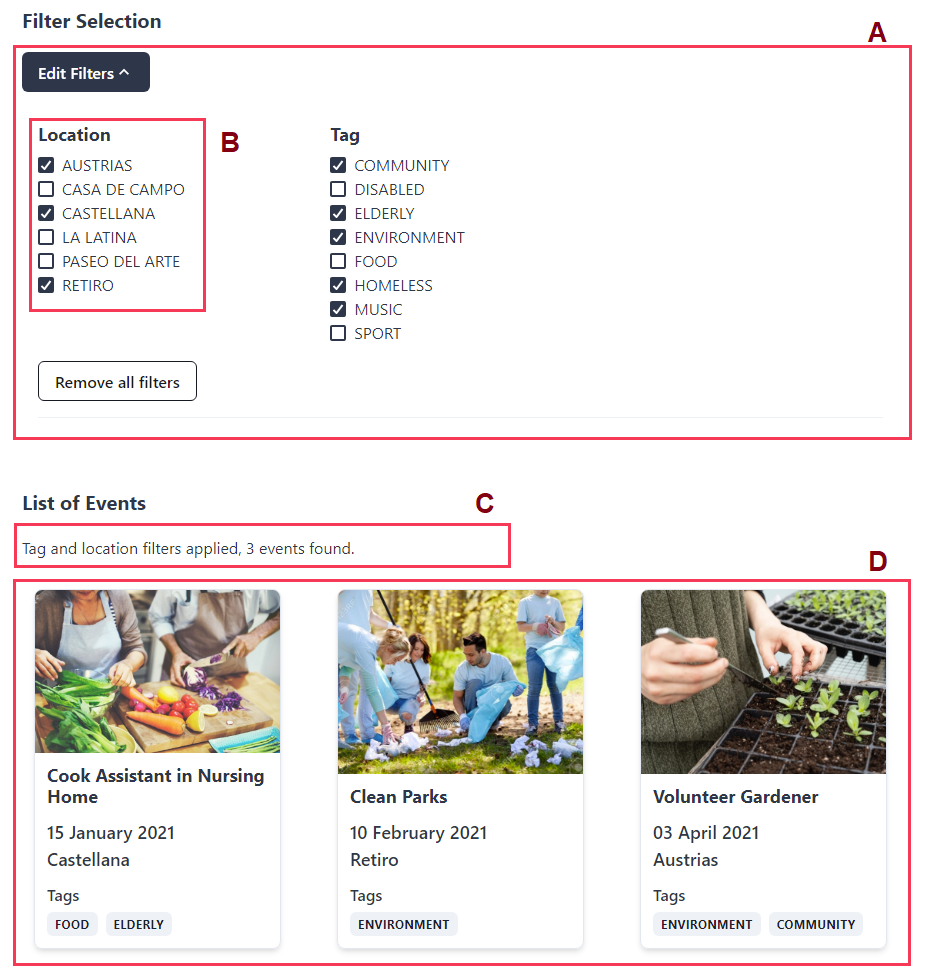 Filter Selection
A
Edit Filters
Location
B
AUSTRIAS
CASA DE CAMPO
CASTELLANA
LA LATINA
PASEO DEL ARTE
RETIRO
Tag
COMMUNITY
DISABLED
ELDERLY
ENVIRONMENT
FOOD
HOMELESS
MUSIC
SPORT
Remove all filters
List of Events
C
Tag and location filters applied, 3 events found.
D
Cook Assistant in Nursing
Home
15 January 2021
Castellana
Tags
FOOD ELDERLY
Clean Parks
10 February 2021
Retiro
Tags
ENVIRONMENT
Volunteer Gardener
03 April 2021
Austrias
Tags
ENVIRONMENT COMMUNITY